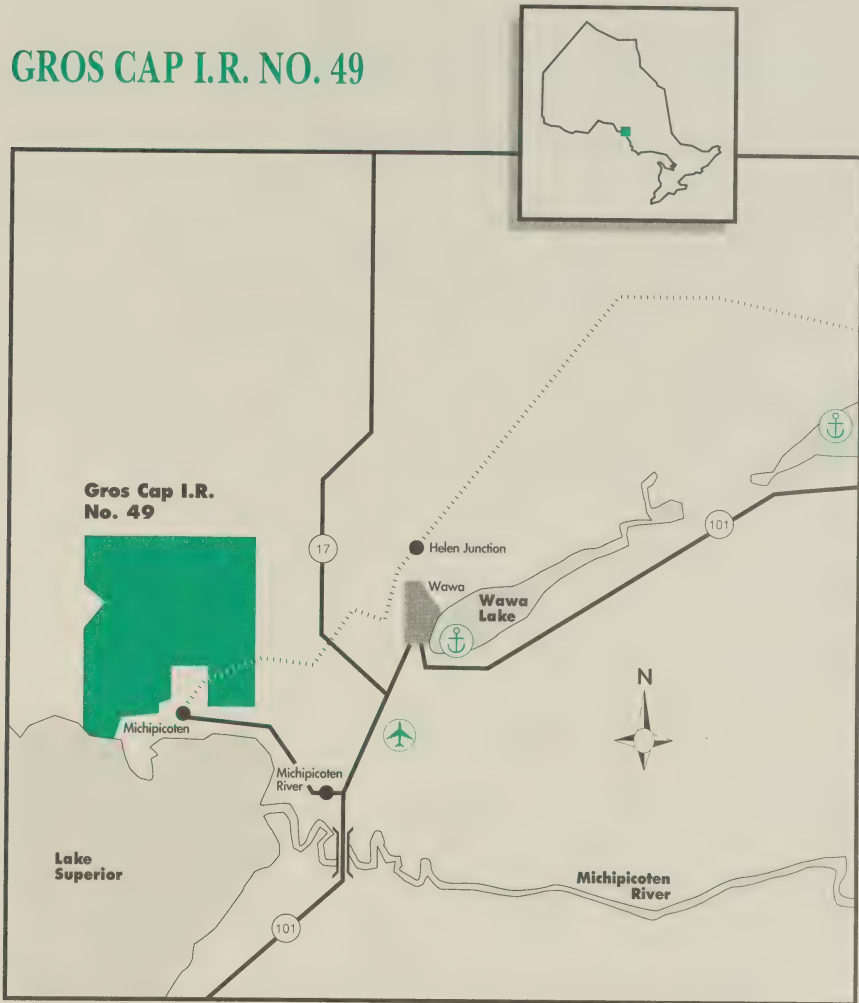 GROS CAP I.R. NO. 49
Gros Cap I.R.
No. 49
17
Helen Junction
101
Wawa
Wawa
Lake
N
Michipicoten
Michipicoten
River
Lake
Superior
Michipicoten
River
101